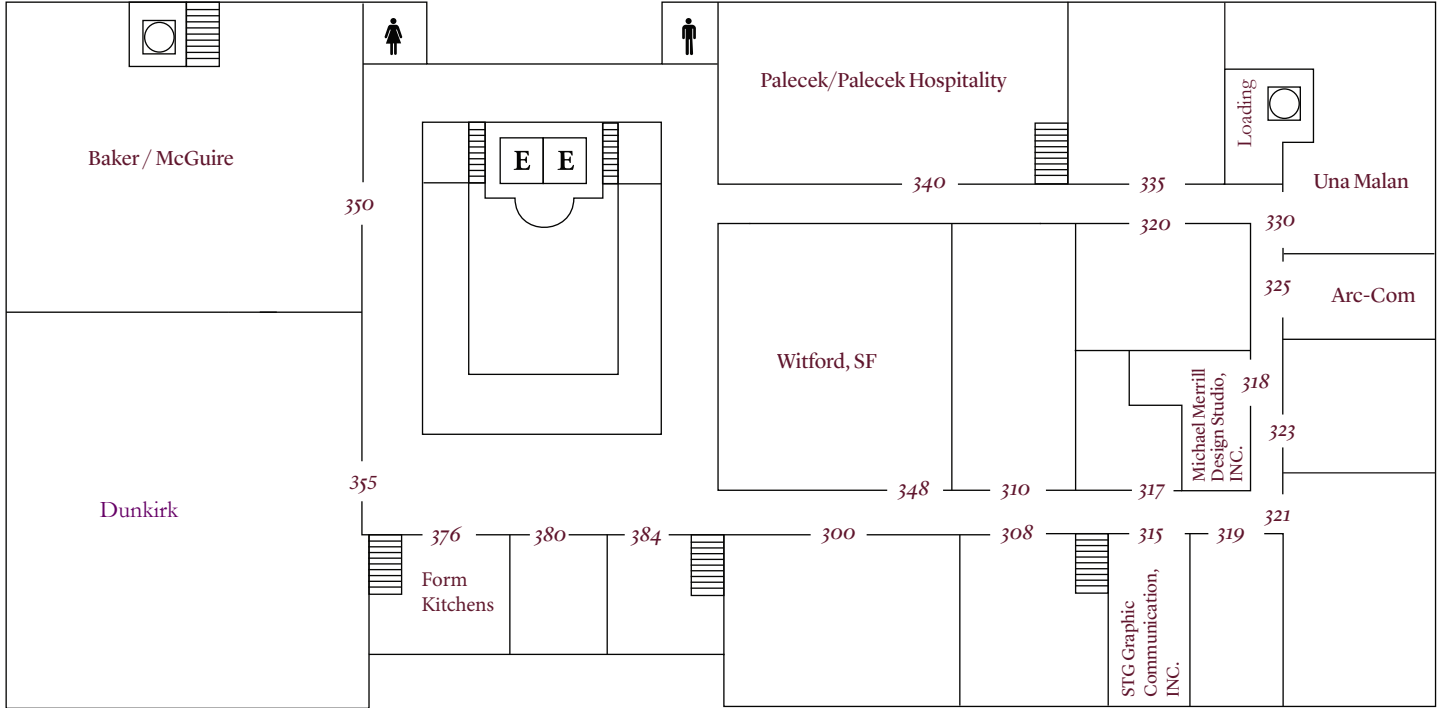 Palecek/Palecek Hospitality
Loading
Baker / McGuire
E E
Una Malan
350
340
335
320
330
325
Arc-Com
Witford, SF
318
Michael Merrill
Design Studio,
INC.
323
355
348
310
317
Dunkirk
321
376
380
384
300
308
315
319
Form
Kitchens
STG Graphic
Communication,
INC.